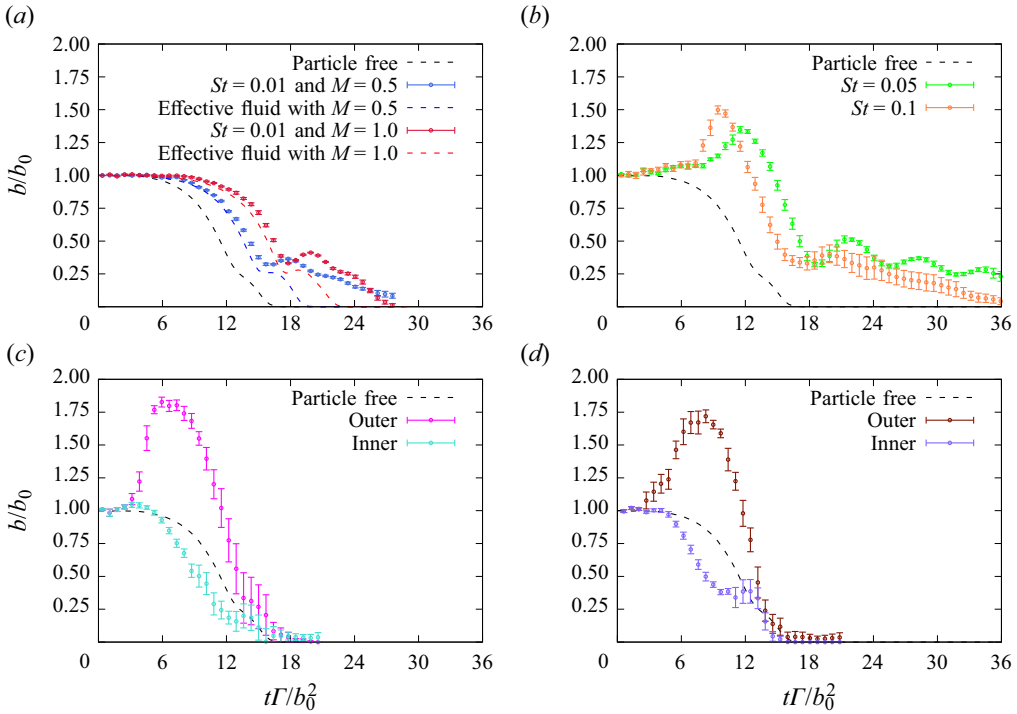 (a)
2.00
1.75
1.50
1.25
1.00
0.75
0.50
0.25
b/b0
Particle free
St = 0.01 and M = 0.5
Effective fluid with M = 0.5
St = 0.01 and M = 1.0
Effective fluid with M = 1.0
0 6 12 18 24 30 36
(b)
2.00
1.75
1.50
1.25
1.00
0.75
0.50
0.25
Particle free
St = 0.05
St = 0.1
0 6 12 18 24 30 36
(c)
2.00
1.75
1.50
1.25
1.00
0.75
0.50
0.25
b/b0
Particle free
Outer
Inner
0 6 12 18 24 30 36
tΓ/b0^2
(d)
2.00
1.75
1.50
1.25
1.00
0.75
0.50
0.25
Particle free
Outer
Inner
0 6 12 18 24 30 36
tΓ/b0^2